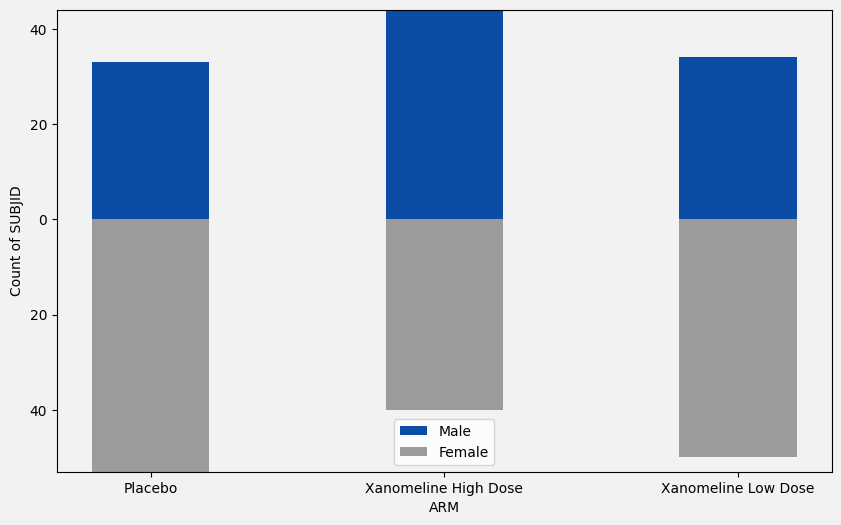 40
20
0
20
40
Count of SUBJID
Male
Female
Placebo
Xanomeline High Dose
Xanomeline Low Dose
ARM